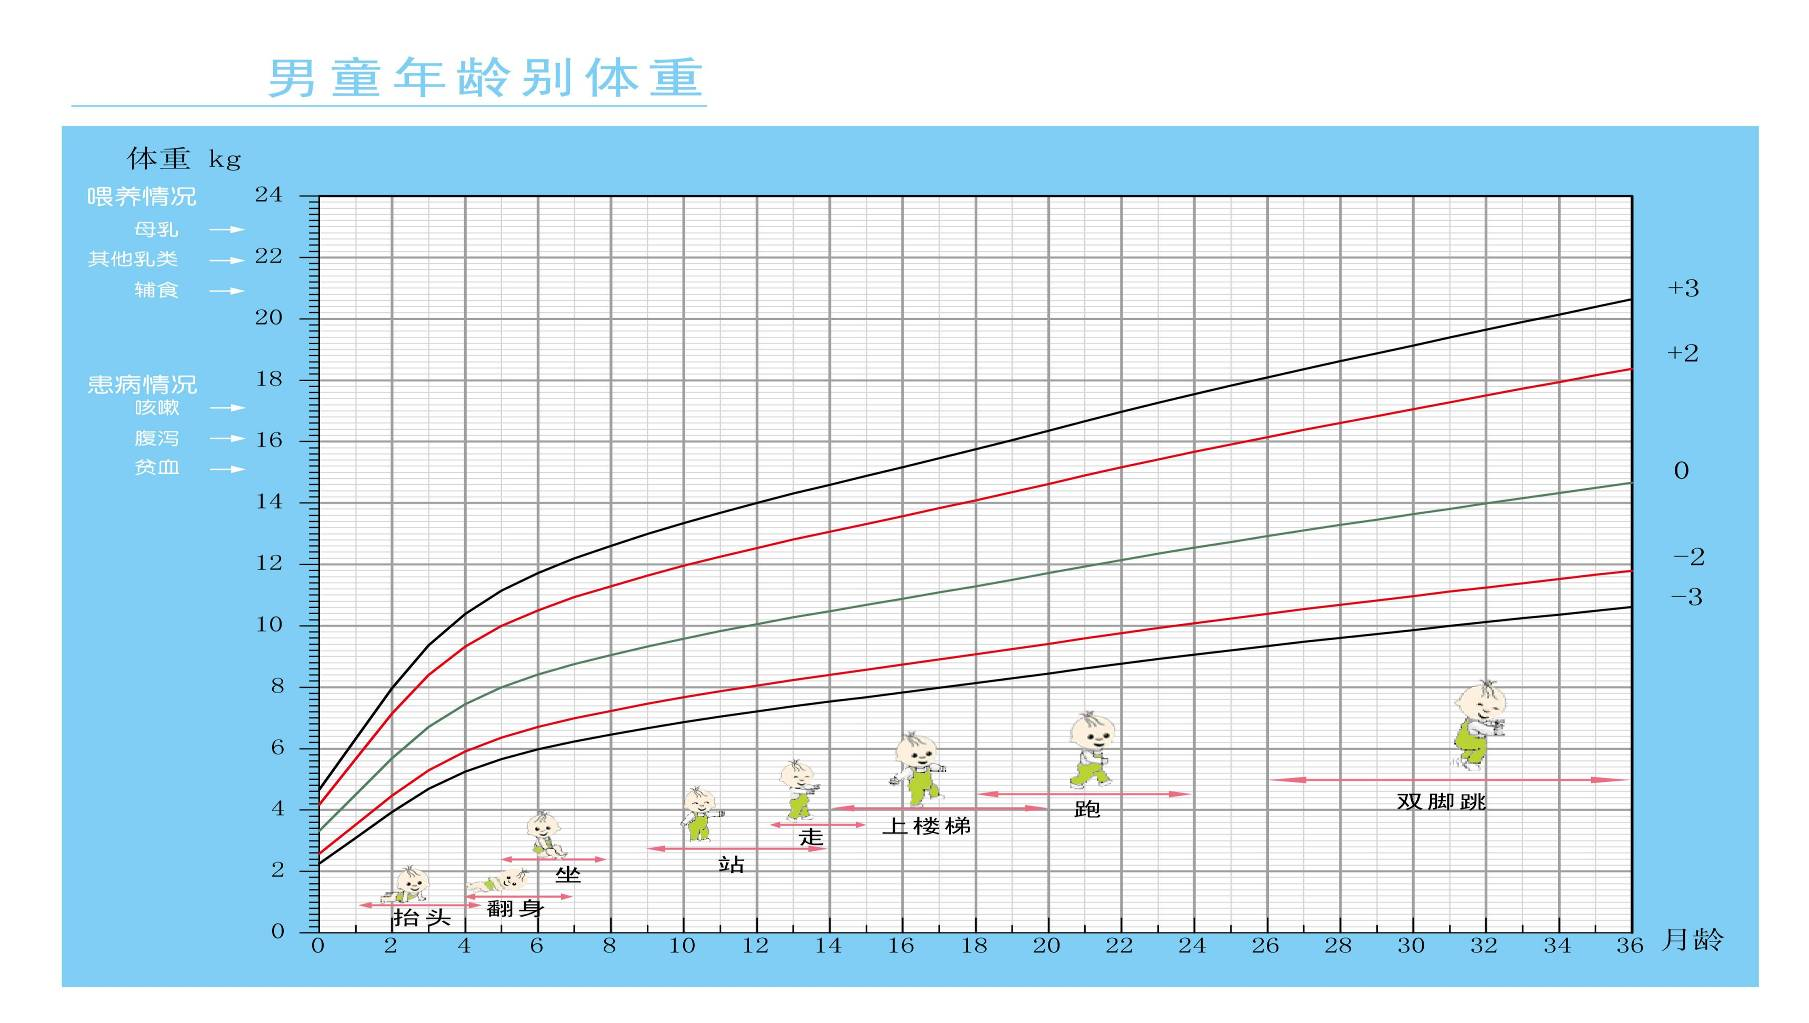 男童年龄别体重
体重 kg
喂养情况
母乳
其他乳类
辅食
患病情况
咳嗽
腹泻
贫血
24
22
20
18
16
14
12
10
8
6
4
2
0
+3
+2
0
-2
-3
抬头
翻身
坐
站
走
上楼梯
跑
双脚跳
0 2 4 6 8 10 12 14 16 18 20 22 24 26 28 30 32 34 36 月龄